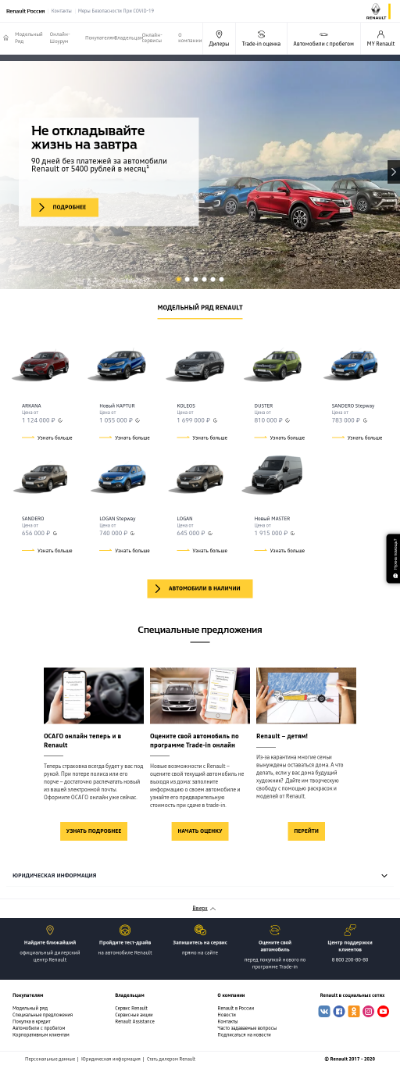 Renault Россия
Контакты
Меры безопасности При COVID-19
RENAULT
Модельный Ряд
Онлайн-Шоурум
Покупателям
Владельцам
Онлайн-Сервисы
О компании
Дилеры
Trade-in оценка
Автомобили с пробегом
MY Renault
Не откладывайте
жизнь на завтра
90 дней без платежей за автомобили
Renault от 5400 рублей в месяц¹
ПОДРОБНЕЕ
МОДЕЛЬНЫЙ РЯД RENAULT
ARKANA
Цена от
1 124 000 ₽
Узнать больше
Новый KAPTUR
Цена от
1 055 000 ₽
Узнать больше
KOLEOS
Цена от
1 699 000 ₽
Узнать больше
DUSTER
Цена от
810 000 ₽
Узнать больше
SANDERO Stepway
Цена от
783 000 ₽
Узнать больше
SANDERO
Цена от
656 000 ₽
Узнать больше
LOGAN Stepway
Цена от
740 000 ₽
Узнать больше
LOGAN
Цена от
645 000 ₽
Узнать больше
Новый MASTER
Цена от
1 915 000 ₽
Узнать больше
АВТОМОБИЛИ В НАЛИЧИИ
Специальные предложения
ОСАГО онлайн теперь и в
Renault
Теперь страховка всегда будет у вас под
рукой. При потере полиса или его
порче – достаточно распечатать новый
из вашей электронной почты.
Оформите ОСАГО онлайн уже сейчас.
УЗНАТЬ ПОДРОБНЕЕ
Оцените свой автомобиль по
программе Trade-in онлайн
Новые возможности с Renault –
оцените свой текущий автомобиль не
выходя из дома: заполните
информацию о своем автомобиле и
узнайте его предварительную
стоимость при сдаче в trade-in.
НАЧАТЬ ОЦЕНКУ
Renault – детям!
Из-за карантина многие семьи
вынуждены оставаться дома. А что
делать, если у вас дома будущий
художник? Дайте им творческую
свободу с помощью раскрасок и
моделей от Renault.
ПЕРЕЙТИ
ЮРИДИЧЕСКАЯ ИНФОРМАЦИЯ
Вверх
Найдите ближайший
официальный дилерский
центр Renault
Пройдите тест-драйв
на автомобиле Renault
Запишитесь на сервис
прямо на сайте
Оцените свой
автомобиль
перед покупкой нового по
программе Trade-in
Центр поддержки
клиентов
8 800 200-80-80
Покупателям
Модельный ряд
Специальные предложения
Покупка в кредит
Автомобили с пробегом
Корпоративным клиентам
Владельцам
Сервис Renault
Сервисные акции
Renault Assistance
О компании
Renault в России
Новости
Контакты
Часто задаваемые вопросы
Подписаться на новости
Renault в социальных сетях
Персональные данные | Юридическая информация | Стать дилером Renault
© Renault 2017 - 2020